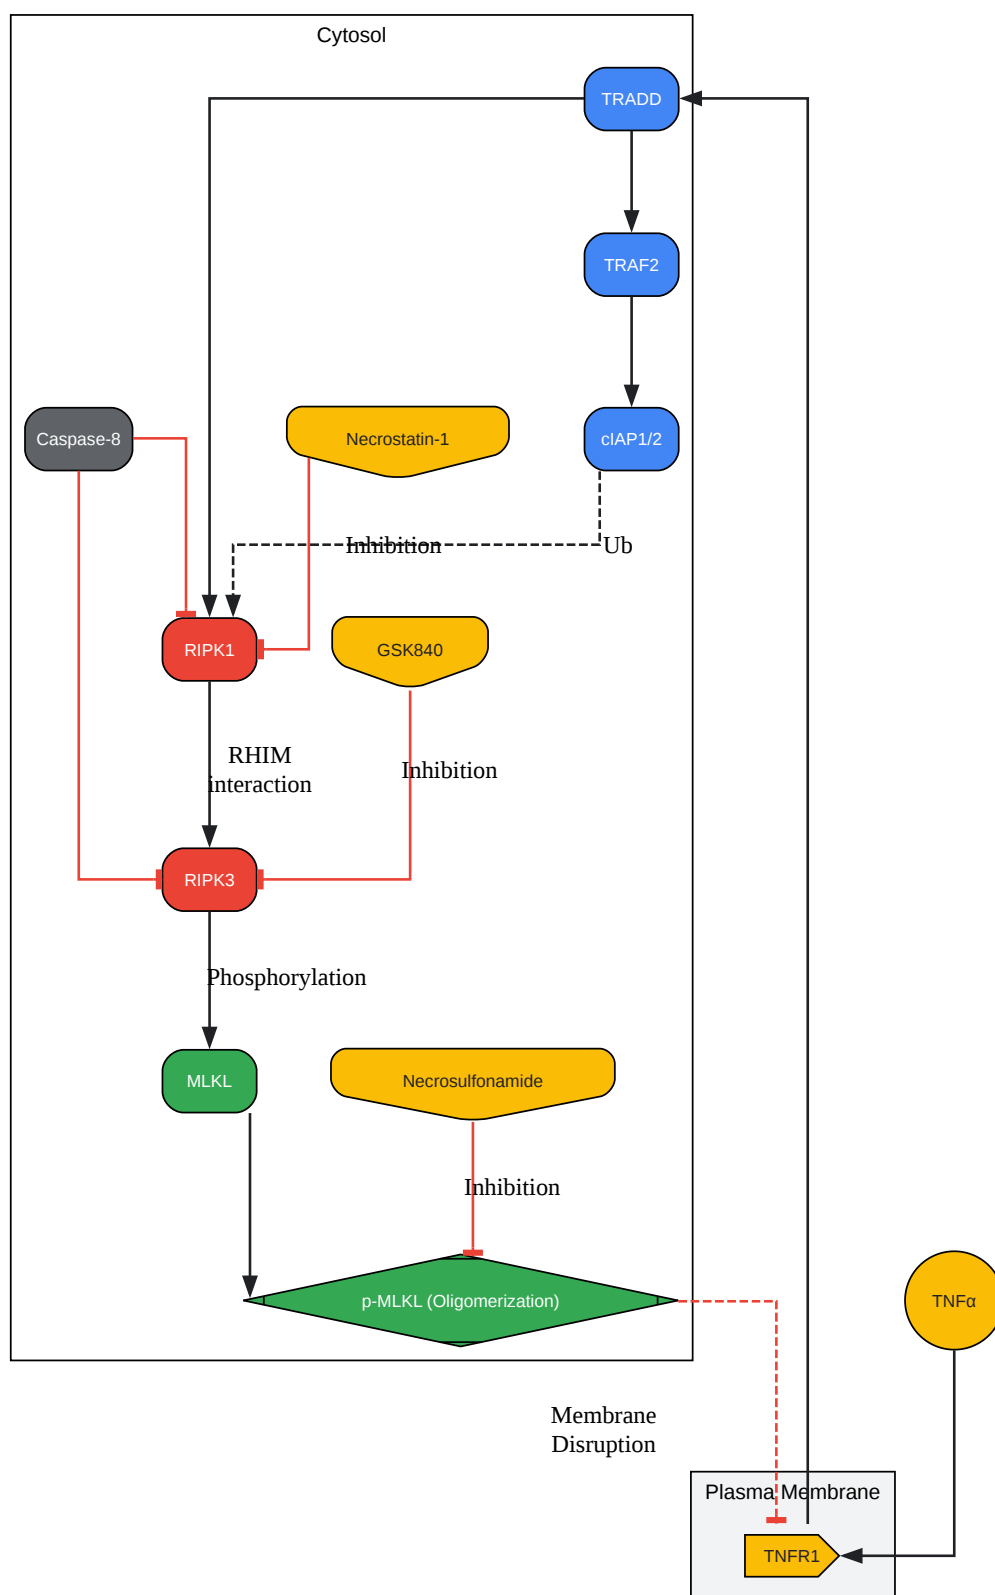 Cytosol
TRADD
TRAF2
Caspase-8
Necrostatin-1
cIAP1/2
Inhibition
Ub
RIPK1
GSK840
RHIM
interaction
Inhibition
RIPK3
Phosphorylation
MLKL
Necrosulfonamide
Inhibition
p-MLKL (Oligomerization)
TNFα
Membrane
Disruption
Plasma Membrane
TNFR1